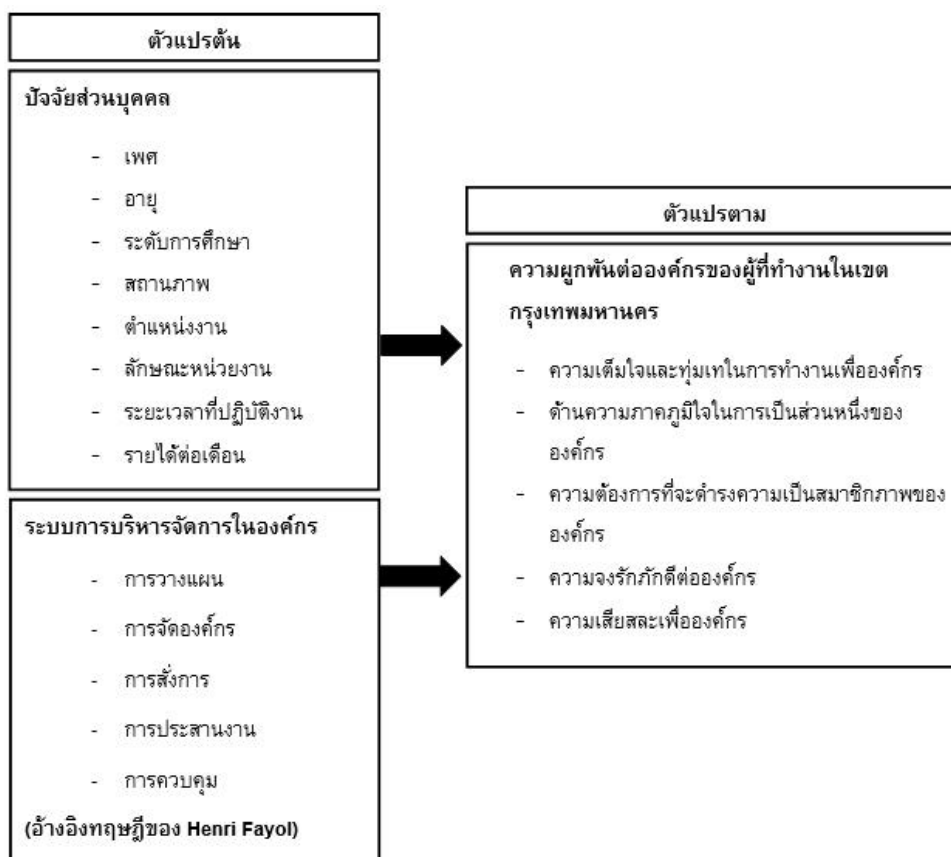 ตัวแปรต้น
ปัจจัยส่วนบุคคล
- เพศ
- อายุ
- ระดับการศึกษา
- สถานภาพ
- ตำแหน่งงาน
- ลักษณะหน่วยงาน
- ระยะเวลาที่ปฏิบัติงาน
- รายได้ต่อเดือน
ระบบการบริหารจัดการในองค์กร
- การวางแผน
- การจัดองค์กร
- การสั่งการ
- การประสานงาน
- การควบคุม
(อ้างอิงทฤษฎีของ Henri Fayol)
ตัวแปรตาม
ความผูกพันต่อองค์กรของผู้ที่ทำงานในเขต
กรุงเทพมหานคร
- ความเต็มใจและทุ่มเทในการทำงานเพื่อองค์กร
- ด้านความภาคภูมิใจในการเป็นส่วนหนึ่งของ
องค์กร
- ความต้องการที่จะดำรงความเป็นสมาชิกภาพของ
องค์กร
- ความจงรักภักดีต่อองค์กร
- ความเสียสละเพื่อองค์กร